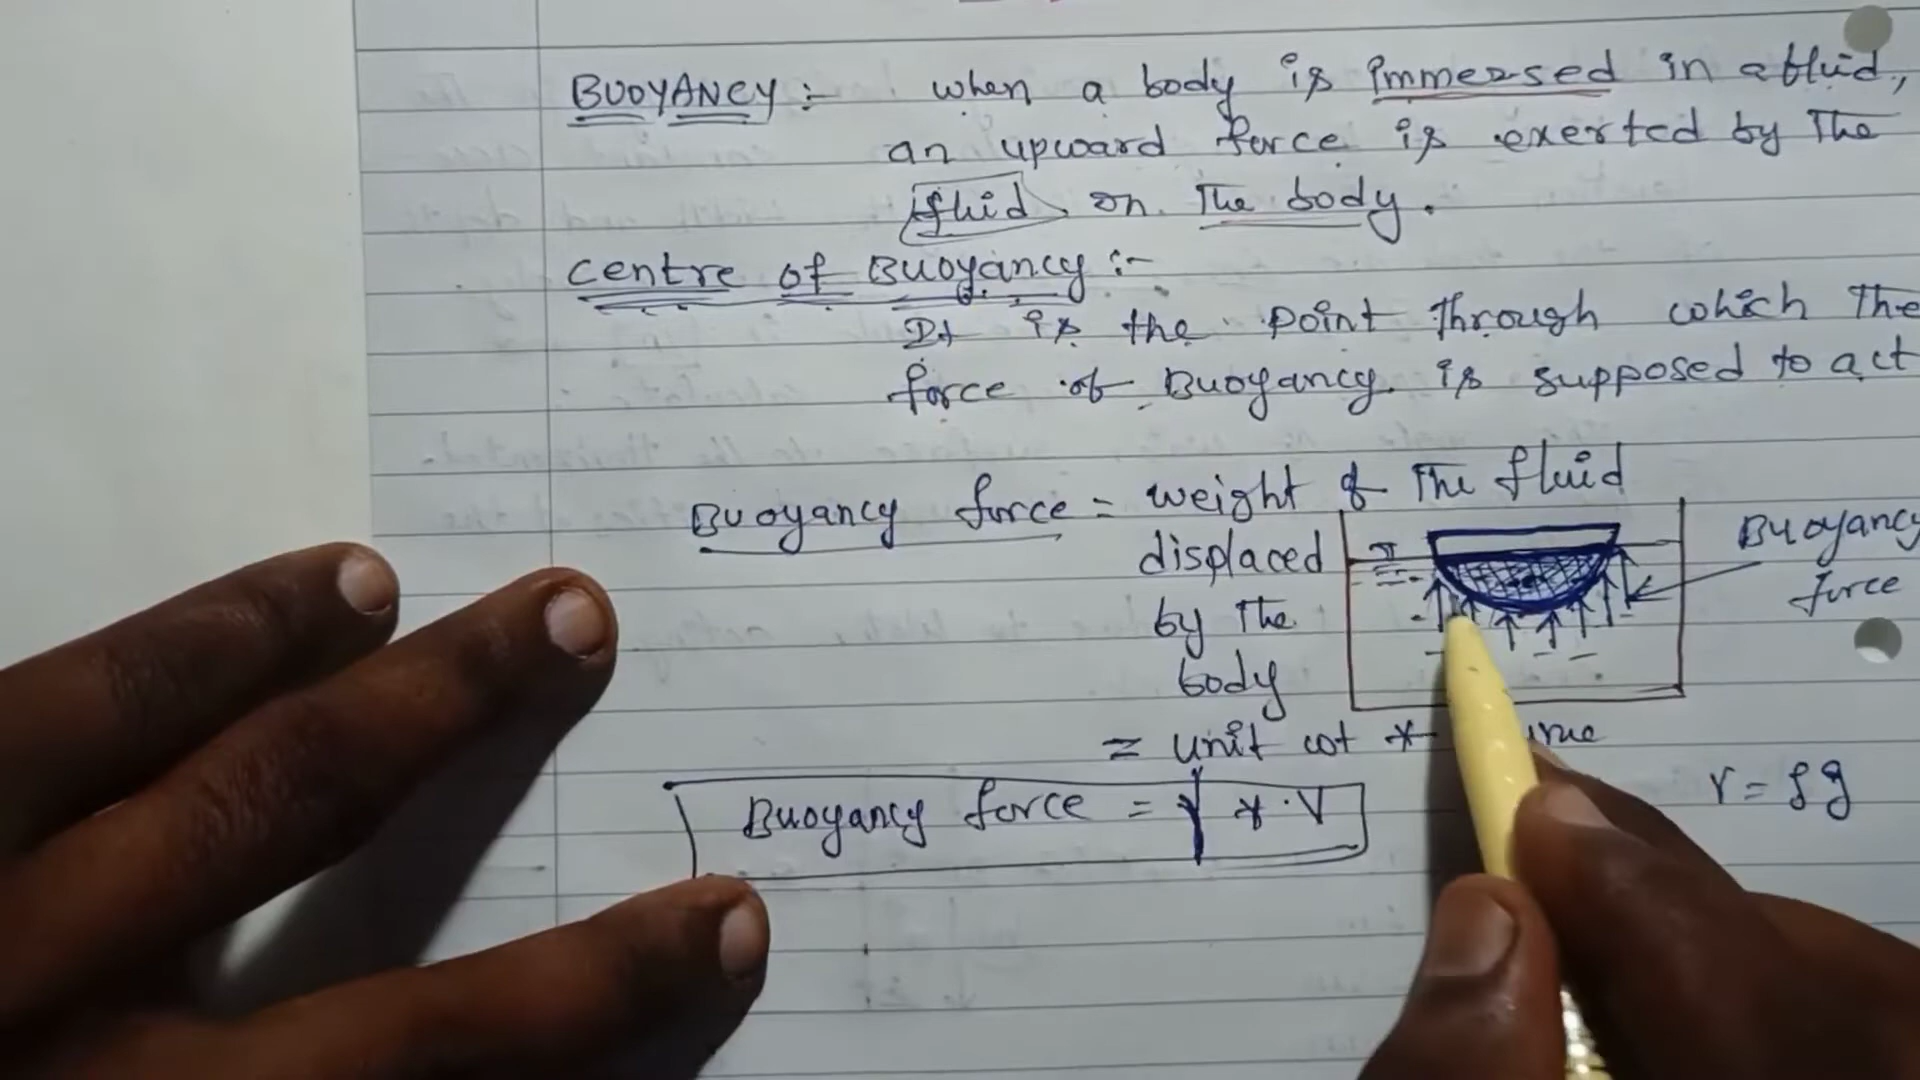 BUOYANCY :- when a body is immersed in a fluid,
an upward force is exerted by The
fluid on The body.
centre of Buoyancy :-
It is the point through which The
force of Buoyancy is supposed to act
Buoyancy force = weight of The fluid
displaced
by The
body
Buoyancy
force
= unit wt *
Buoyancy force = γ * V
γ = ρg